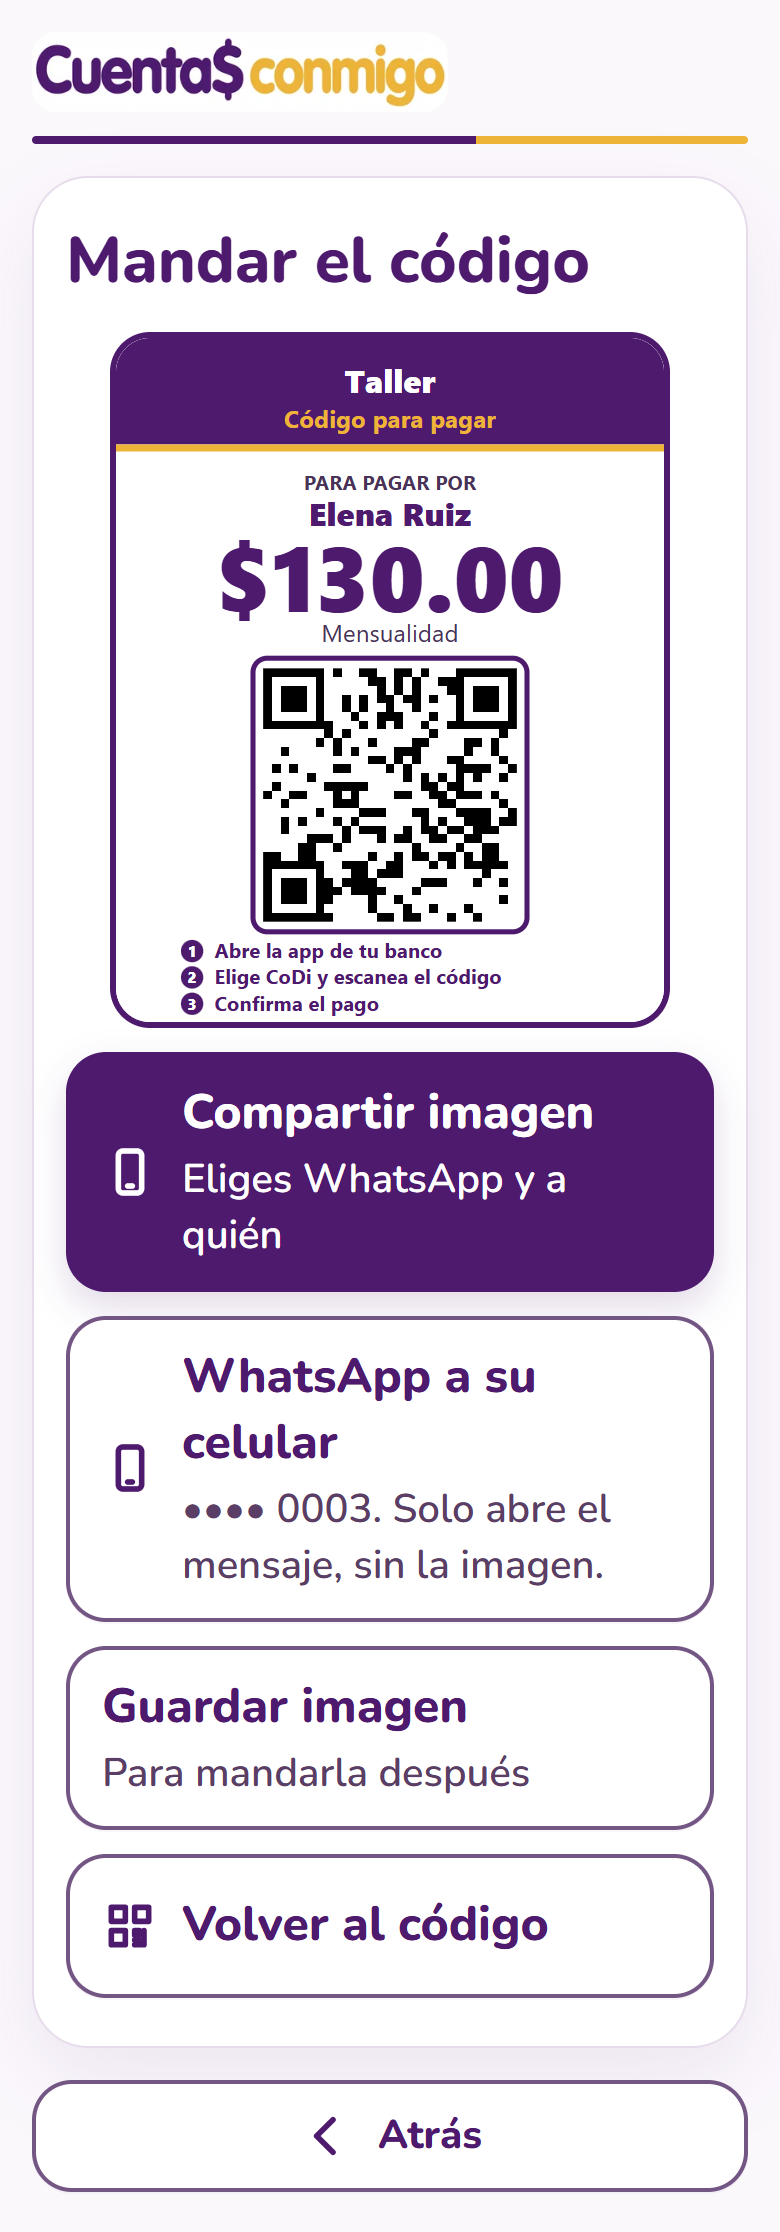 Cuenta$ conmigo
Mandar el código
Taller
Código para pagar
PARA PAGAR POR
Elena Ruiz
$130.00
Mensualidad
1 Abre la app de tu banco
2 Elige CoDi y escanea el código
3 Confirma el pago
Compartir imagen
Eliges WhatsApp y a
quién
WhatsApp a su
celular
•••• 0003. Solo abre el
mensaje, sin la imagen.
Guardar imagen
Para mandarla después
Volver al código
Atrás